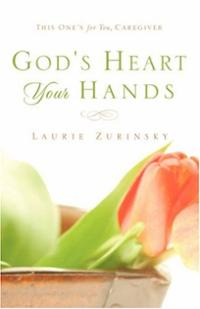 THIS ONE'S for You, CAREGIVER
GOD'S HEART
Your HANDS
LAURIE ZURINSKY